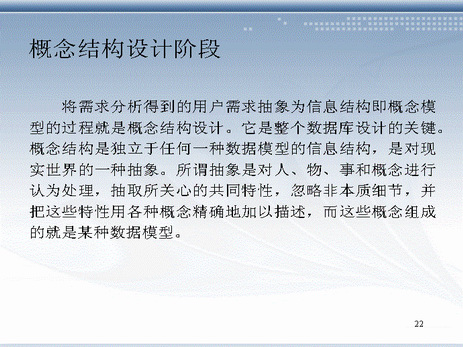 概念结构设计阶段
将需求分析得到的用户需求抽象为信息结构即概念模
型的过程就是概念结构设计。它是整个数据库设计的关键。
概念结构是独立于任何一种数据模型的信息结构，是对现
实世界的一种抽象。所谓抽象是对人、物、事和概念进行
认为处理，抽取所关心的共同特性，忽略非本质细节，并
把这些特性用各种概念精确地加以描述，而这些概念组成
的就是某种数据模型。
22